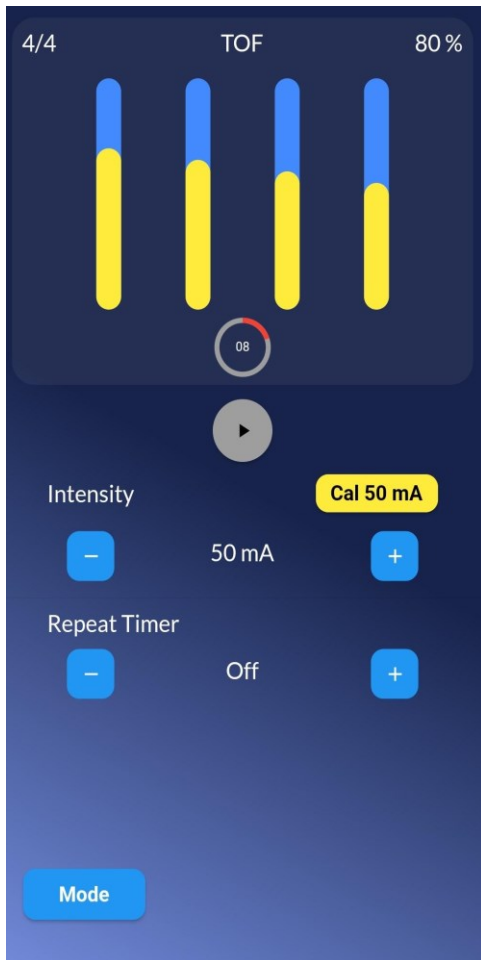 4/4 TOF 80 %
08
Intensity Cal 50 mA
− 50 mA +
Repeat Timer
− Off +
Mode